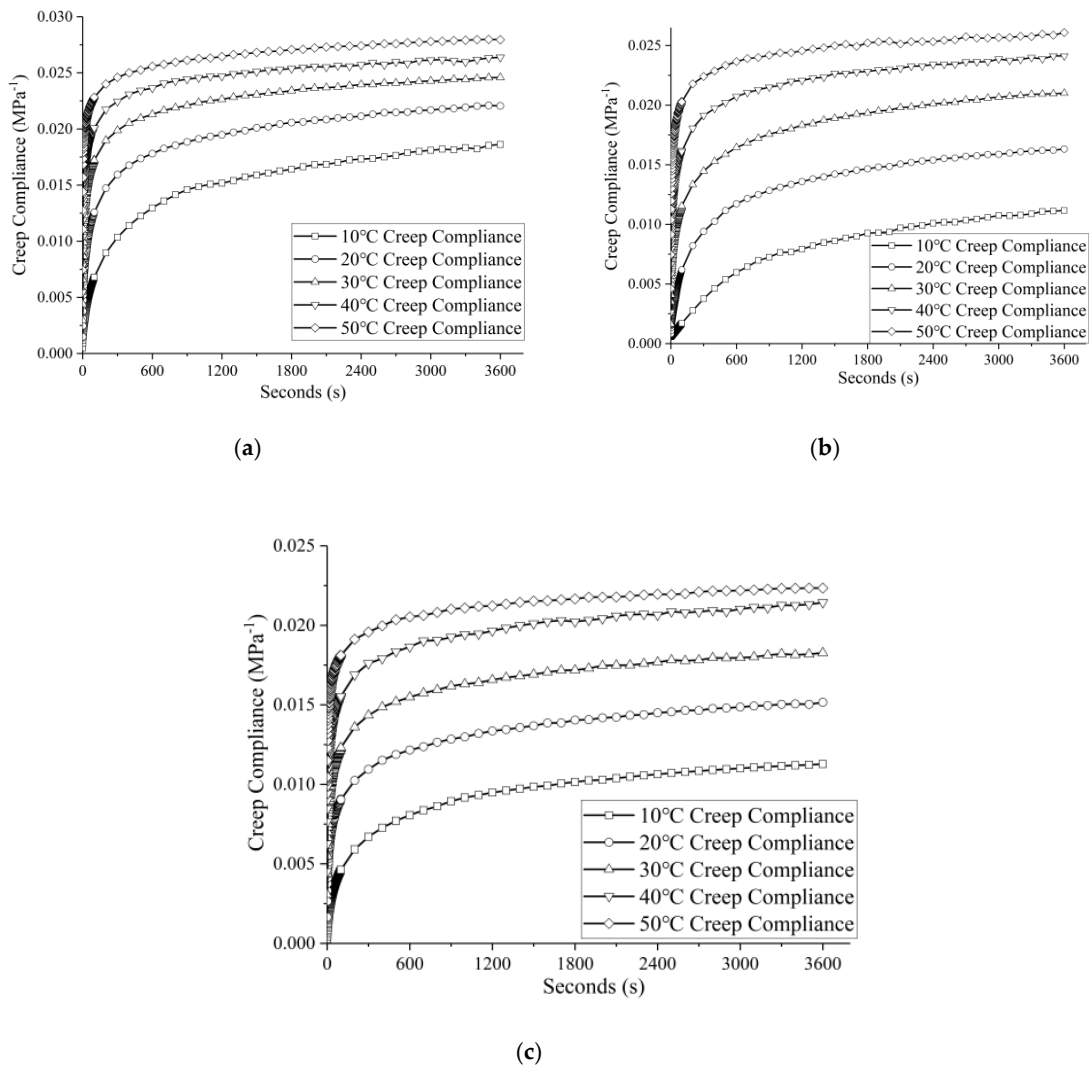 0.030
0.025
0.020
0.015
0.010
0.005
0.000
Creep Compliance (MPa-1)
10℃ Creep Compliance
20℃ Creep Compliance
30℃ Creep Compliance
40℃ Creep Compliance
50℃ Creep Compliance
0 600 1200 1800 2400 3000 3600
Seconds (s)
(a)
0.025
0.020
0.015
0.010
0.005
0.000
Creep Compliance (MPa-1)
10℃ Creep Compliance
20℃ Creep Compliance
30℃ Creep Compliance
40℃ Creep Compliance
50℃ Creep Compliance
0 600 1200 1800 2400 3000 3600
Seconds (s)
(b)
0.025
0.020
0.015
0.010
0.005
0.000
Creep Compliance (MPa-1)
10℃ Creep Compliance
20℃ Creep Compliance
30℃ Creep Compliance
40℃ Creep Compliance
50℃ Creep Compliance
0 600 1200 1800 2400 3000 3600
Seconds (s)
(c)